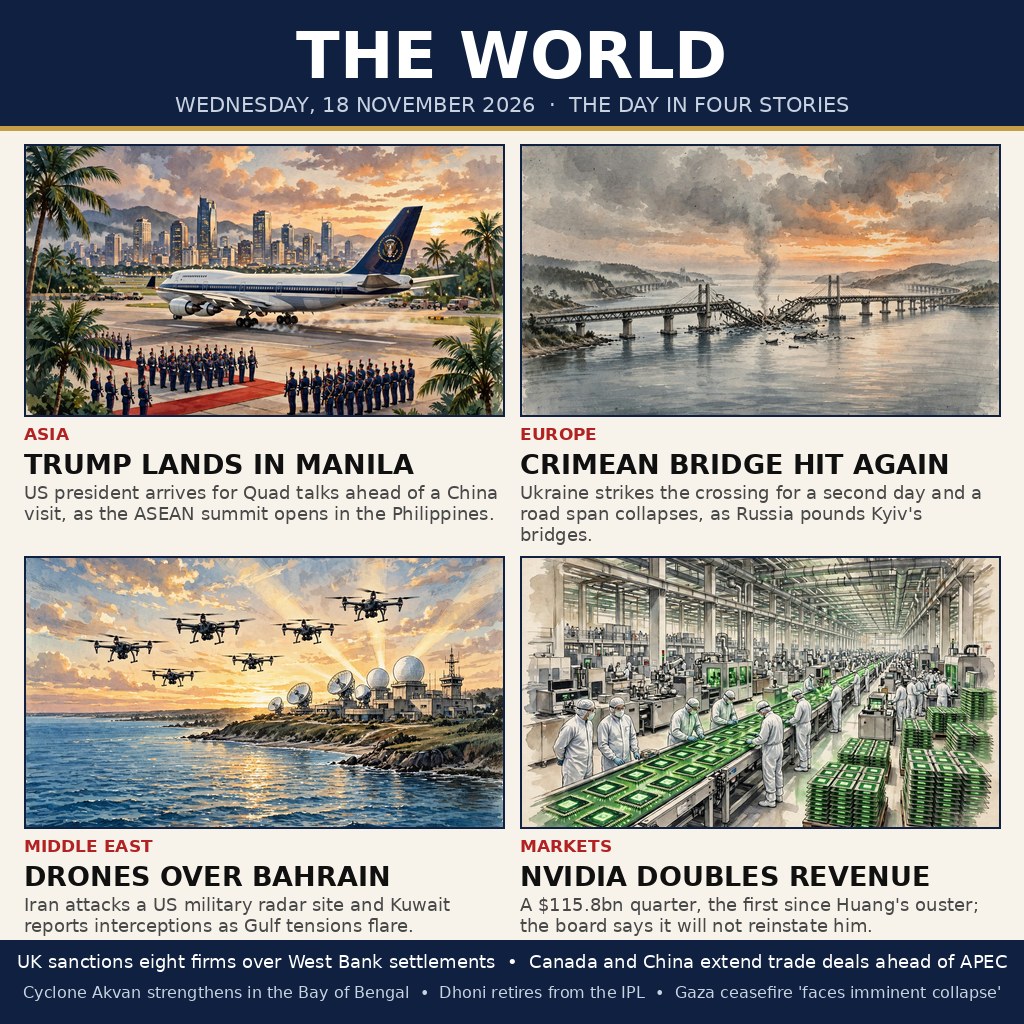 THE WORLD
WEDNESDAY, 18 NOVEMBER 2026 · THE DAY IN FOUR STORIES
ASIA
TRUMP LANDS IN MANILA
US president arrives for Quad talks ahead of a China
visit, as the ASEAN summit opens in the Philippines.
EUROPE
CRIMEAN BRIDGE HIT AGAIN
Ukraine strikes the crossing for a second day and a
road span collapses, as Russia pounds Kyiv's
bridges.
MIDDLE EAST
DRONES OVER BAHRAIN
Iran attacks a US military radar site and Kuwait
reports interceptions as Gulf tensions flare.
MARKETS
NVIDIA DOUBLES REVENUE
A $115.8bn quarter, the first since Huang's ouster;
the board says it will not reinstate him.
UK sanctions eight firms over West Bank settlements • Canada and China extend trade deals ahead of APEC
Cyclone Akvan strengthens in the Bay of Bengal • Dhoni retires from the IPL • Gaza ceasefire 'faces imminent collapse'